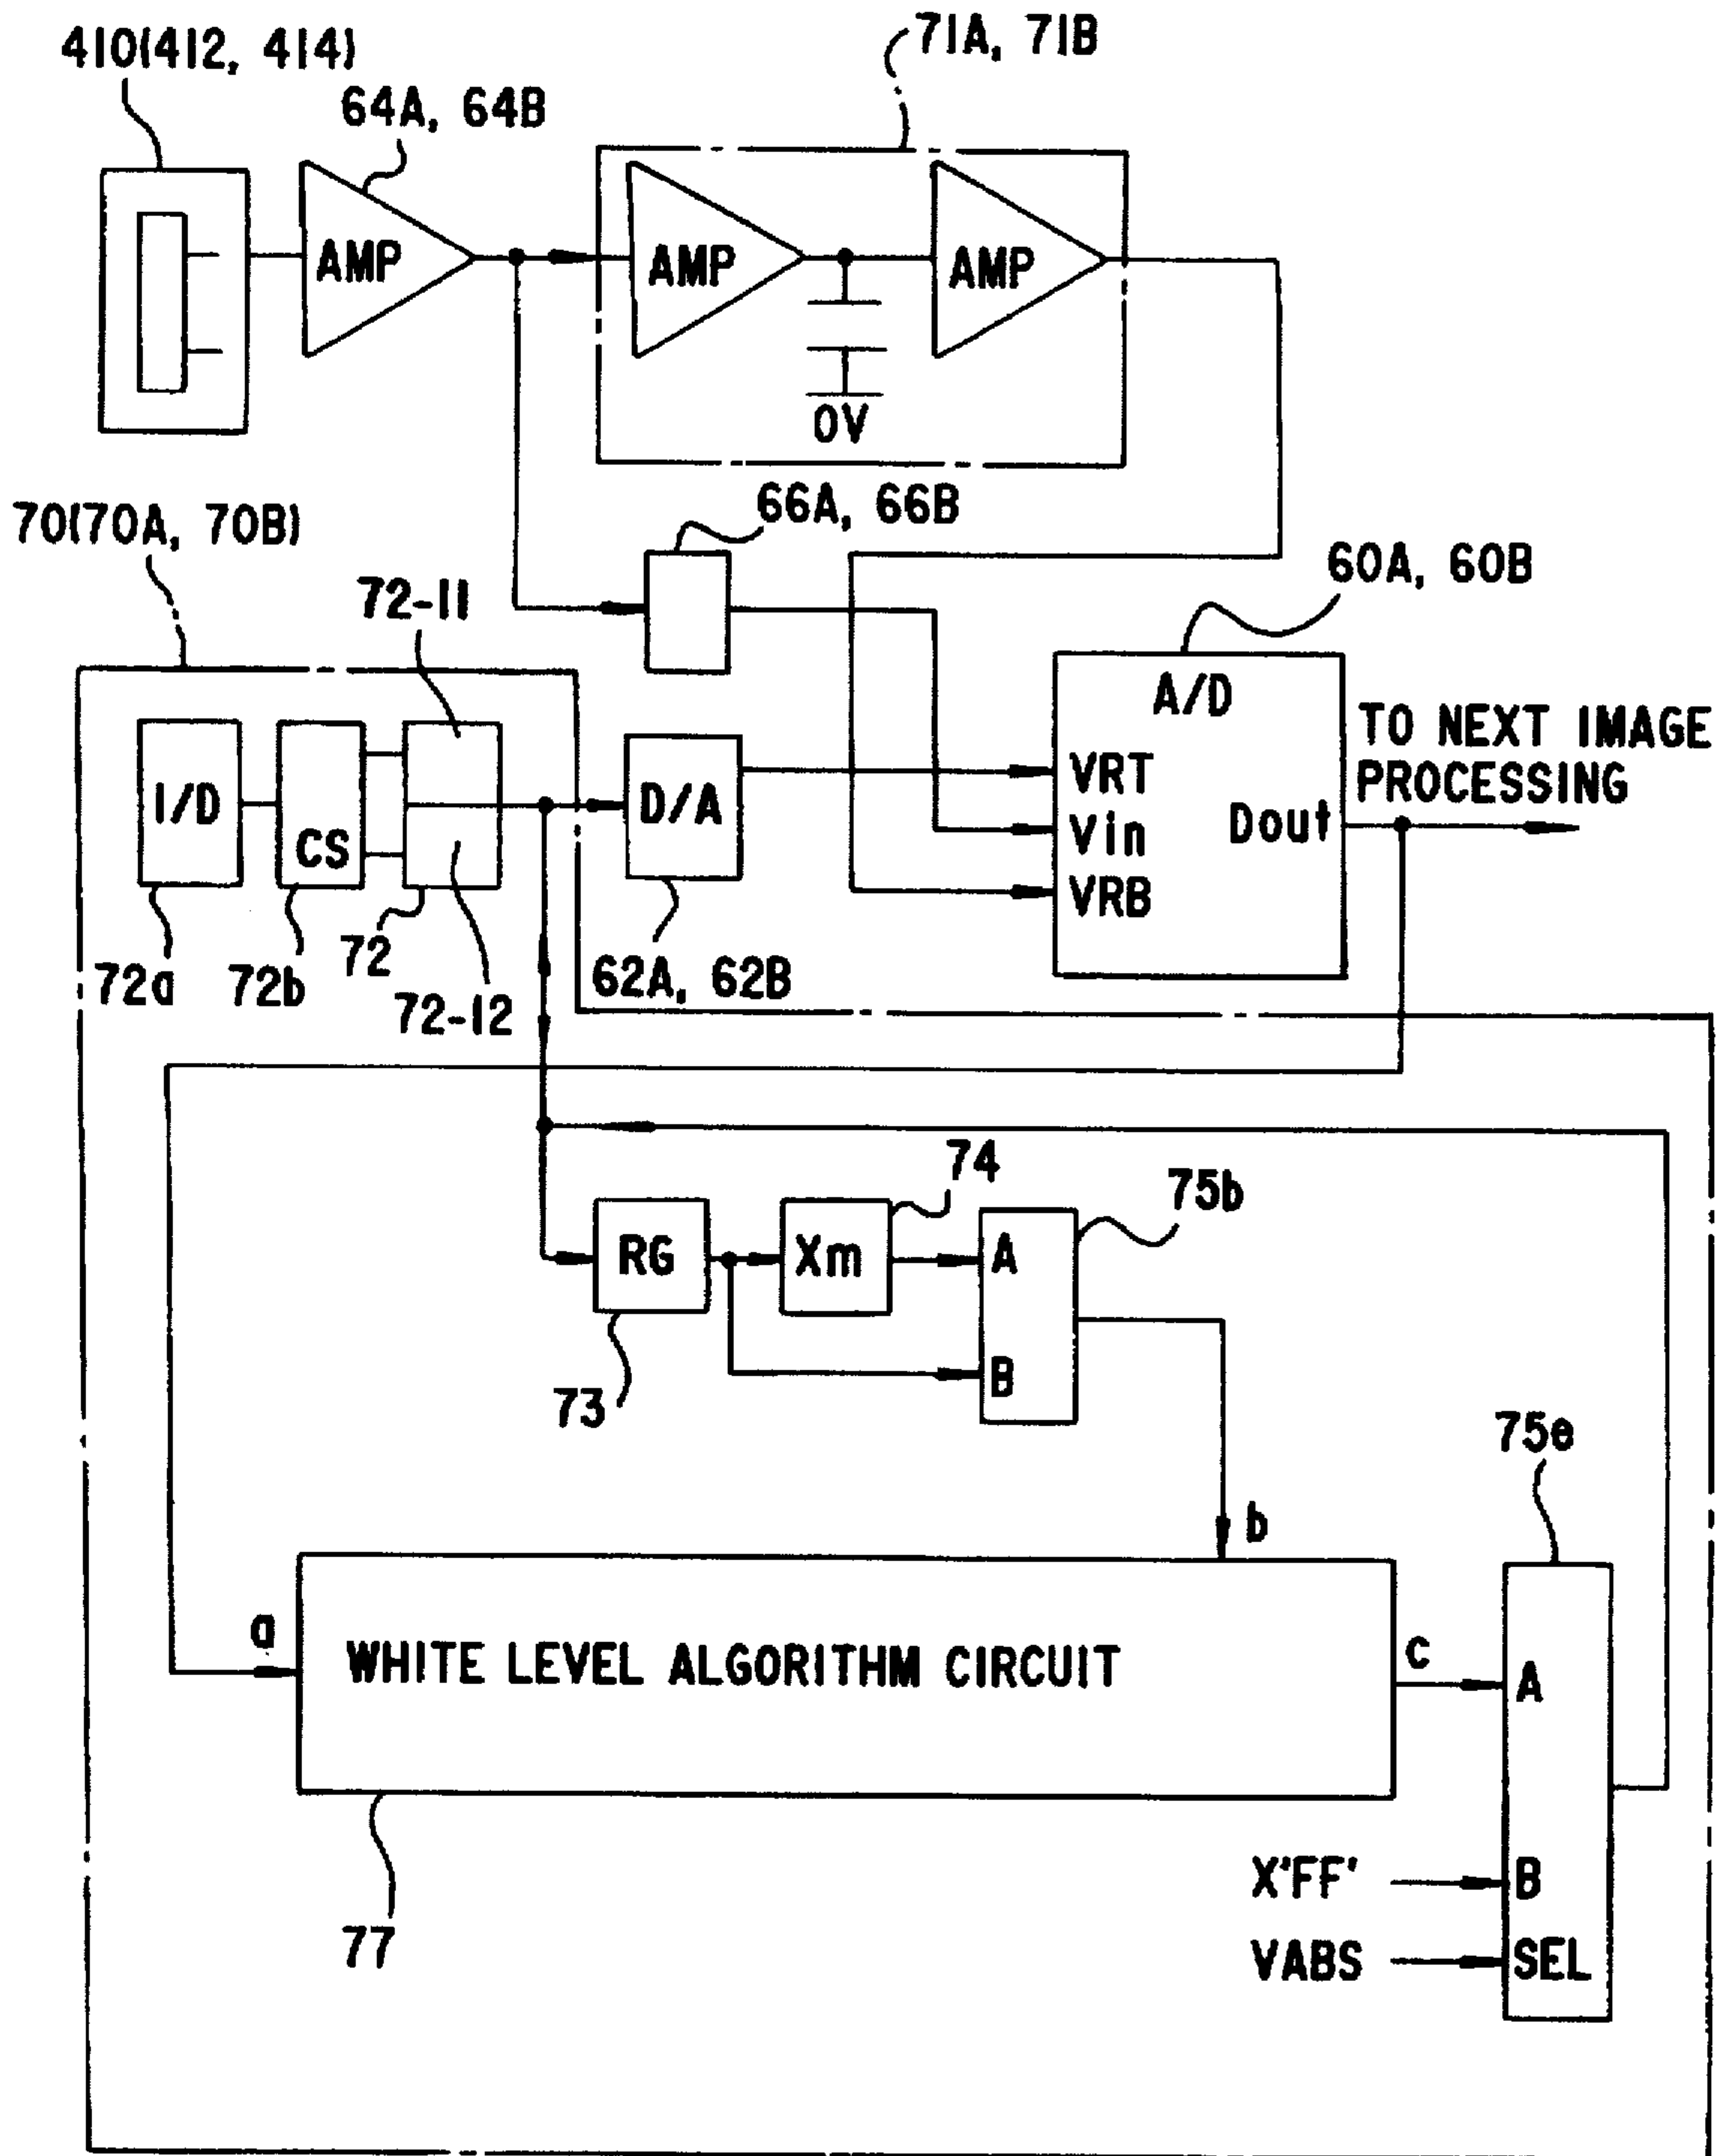 410(412, 414)
71A, 71B
64A, 64B
AMP
AMP
AMP
0V
70(70A, 70B)
66A, 66B
60A, 60B
72-11
A/D
TO NEXT IMAGE
PROCESSING
I/D
CS
D/A
VRT
Vin
VRB
Dout
72a
72b
72
72-12
62A, 62B
74
75b
RG
Xm
A
B
73
75e
b
a
WHITE LEVEL ALGORITHM CIRCUIT
c
A
X'FF'
B
VABS
SEL
77